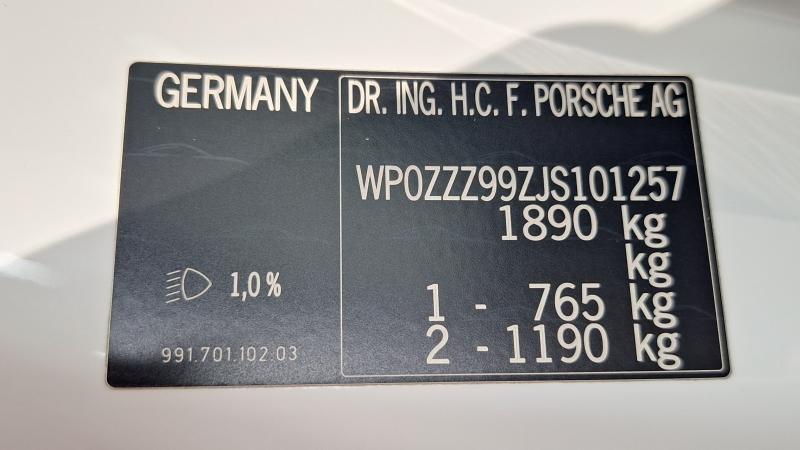 GERMANY
1,0 %
991.701.102.03
DR. ING. H.C. F. PORSCHE AG
WP0ZZZ99ZJS101257
1890 kg
kg
1 - 765 kg
2 - 1190 kg